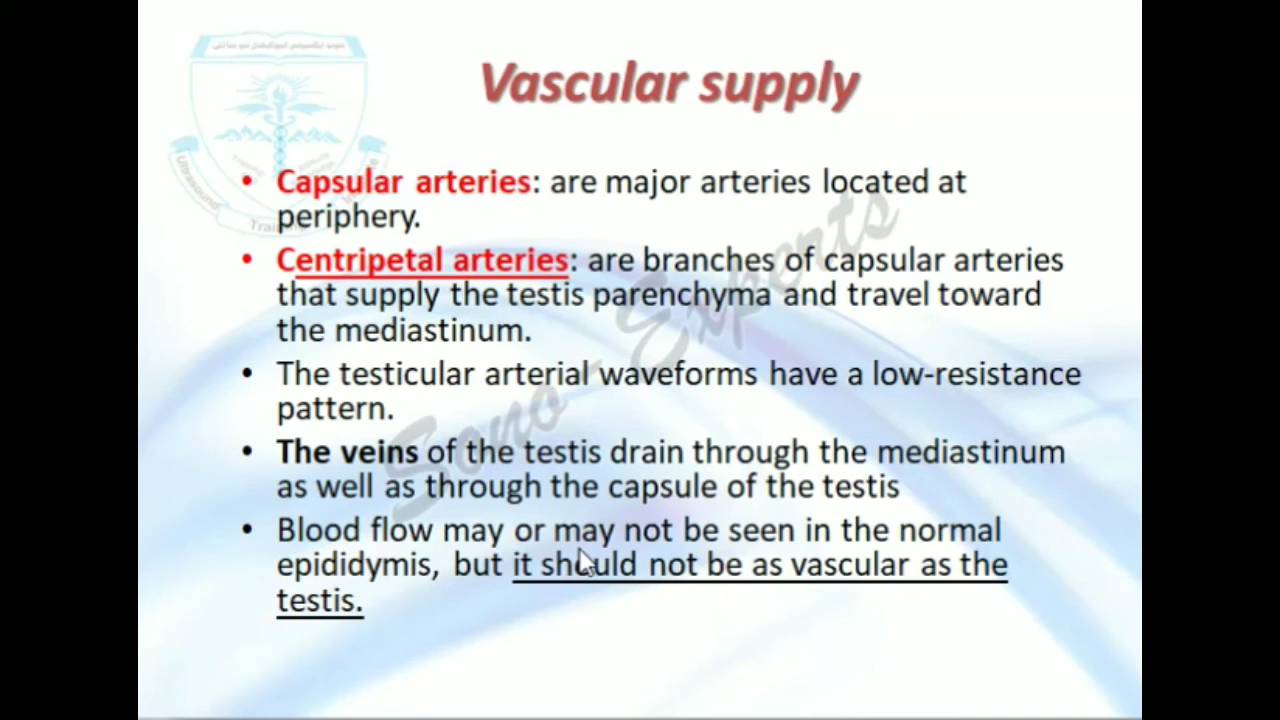 Vascular supply
• Capsular arteries: are major arteries located at
periphery.
• Centripetal arteries: are branches of capsular arteries
that supply the testis parenchyma and travel toward
the mediastinum.
• The testicular arterial waveforms have a low-resistance
pattern.
• The veins of the testis drain through the mediastinum
as well as through the capsule of the testis
• Blood flow may or may not be seen in the normal
epididymis, but it should not be as vascular as the
testis.
Sono-Experts
Ultrasound